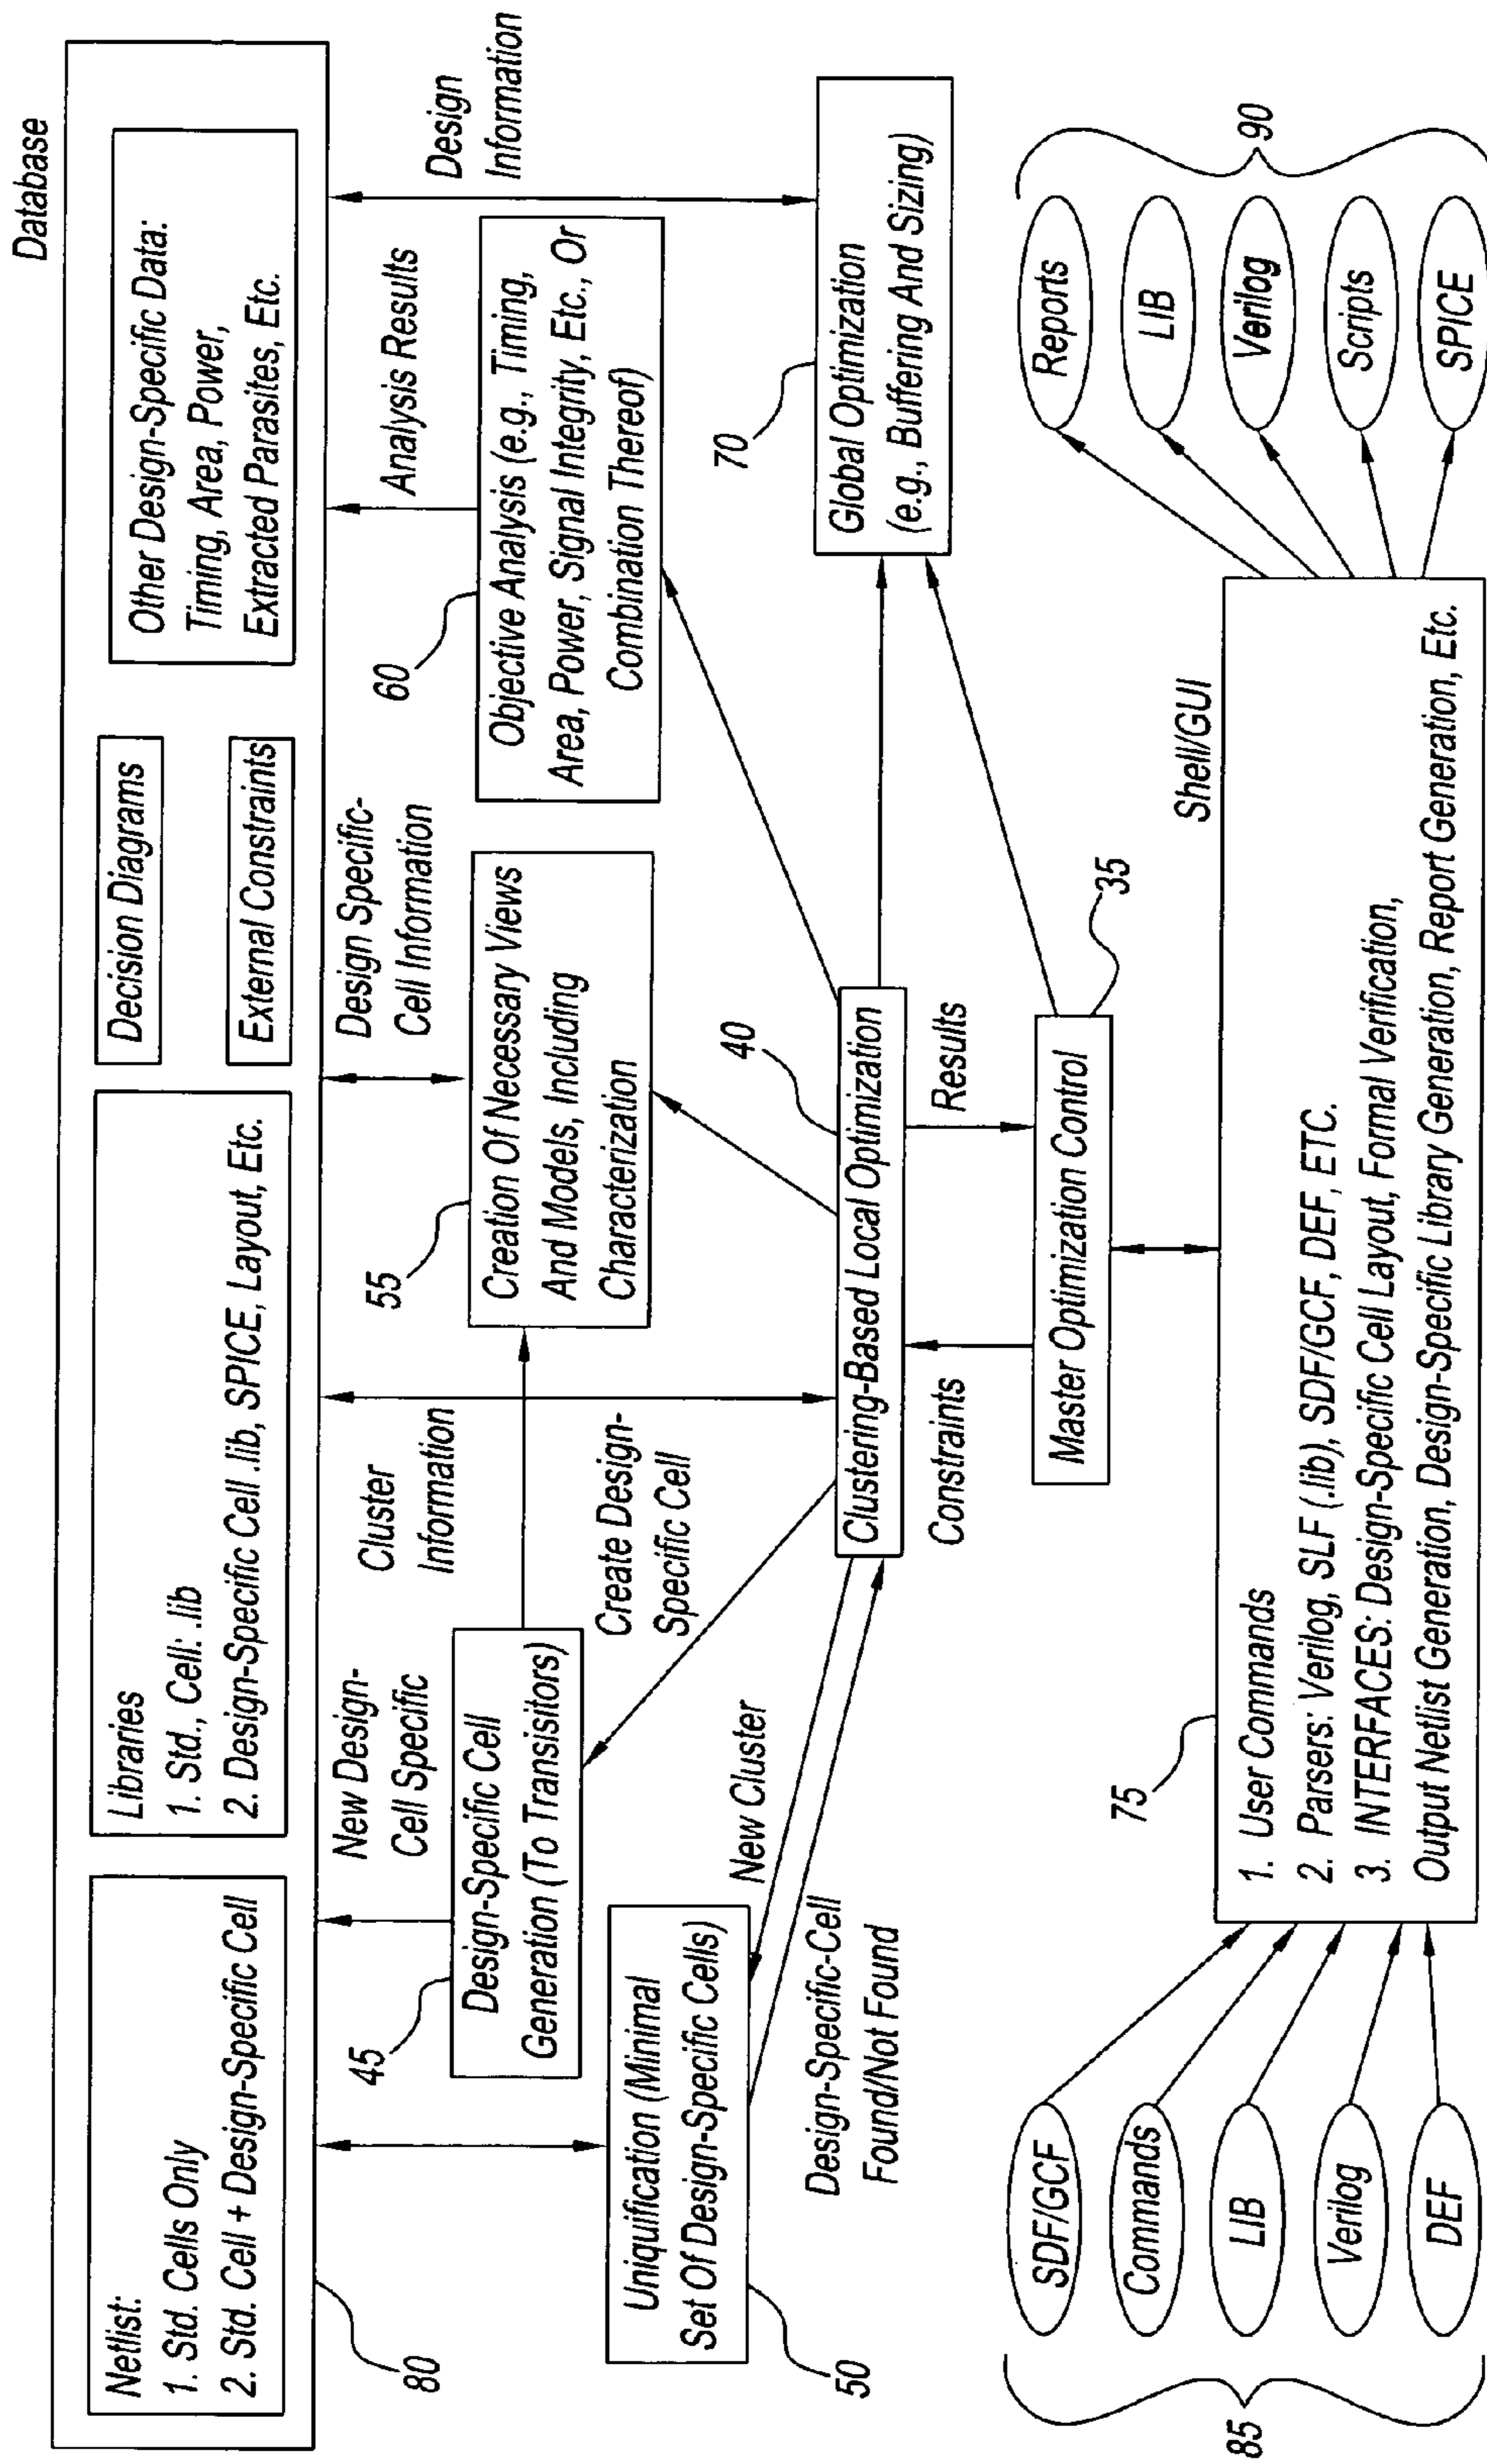 Database
Netlist:
1. Std. Cells Only
2. Std. Cell + Design-Specific Cell
Libraries
1. Std., Cell: .lib
2. Design-Specific Cell .lib, SPICE, Layout, Etc.
Decision Diagrams
External Constraints
Other Design-Specific Data:
Timing, Area, Power,
Extracted Parasites, Etc.
80
New Design-
Cell Specific
Cluster
Information
Design Specific-
Cell Information
Analysis Results
Design
Information
45
Design-Specific Cell
Generation (To Transisitors)
55
Creation Of Necessary Views
And Models, Including
Characterization
60
Objective Analysis (e.g., Timing,
Area, Power, Signal Integrity, Etc., Or
Combination Thereof)
Uniquification (Minimal
Set Of Design-Specific Cells)
50
Create Design-
Specific Cell
New Cluster
Design-Specific-Cell
Found/Not Found
40
Clustering-Based Local Optimization
70
Global Optimization
(e.g., Buffering And Sizing)
Constraints
Results
Master Optimization Control
35
Shell/GUI
75
1. User Commands
2. Parsers: Verilog, SLF (.lib), SDF/GCF, DEF, ETC.
3. INTERFACES: Design-Specific Cell Layout, Formal Verification,
Output Netlist Generation, Design-Specific Library Generation, Report Generation, Etc.
85
SDF/GCF
Commands
LIB
Verilog
DEF
90
Reports
LIB
Verilog
Scripts
SPICE